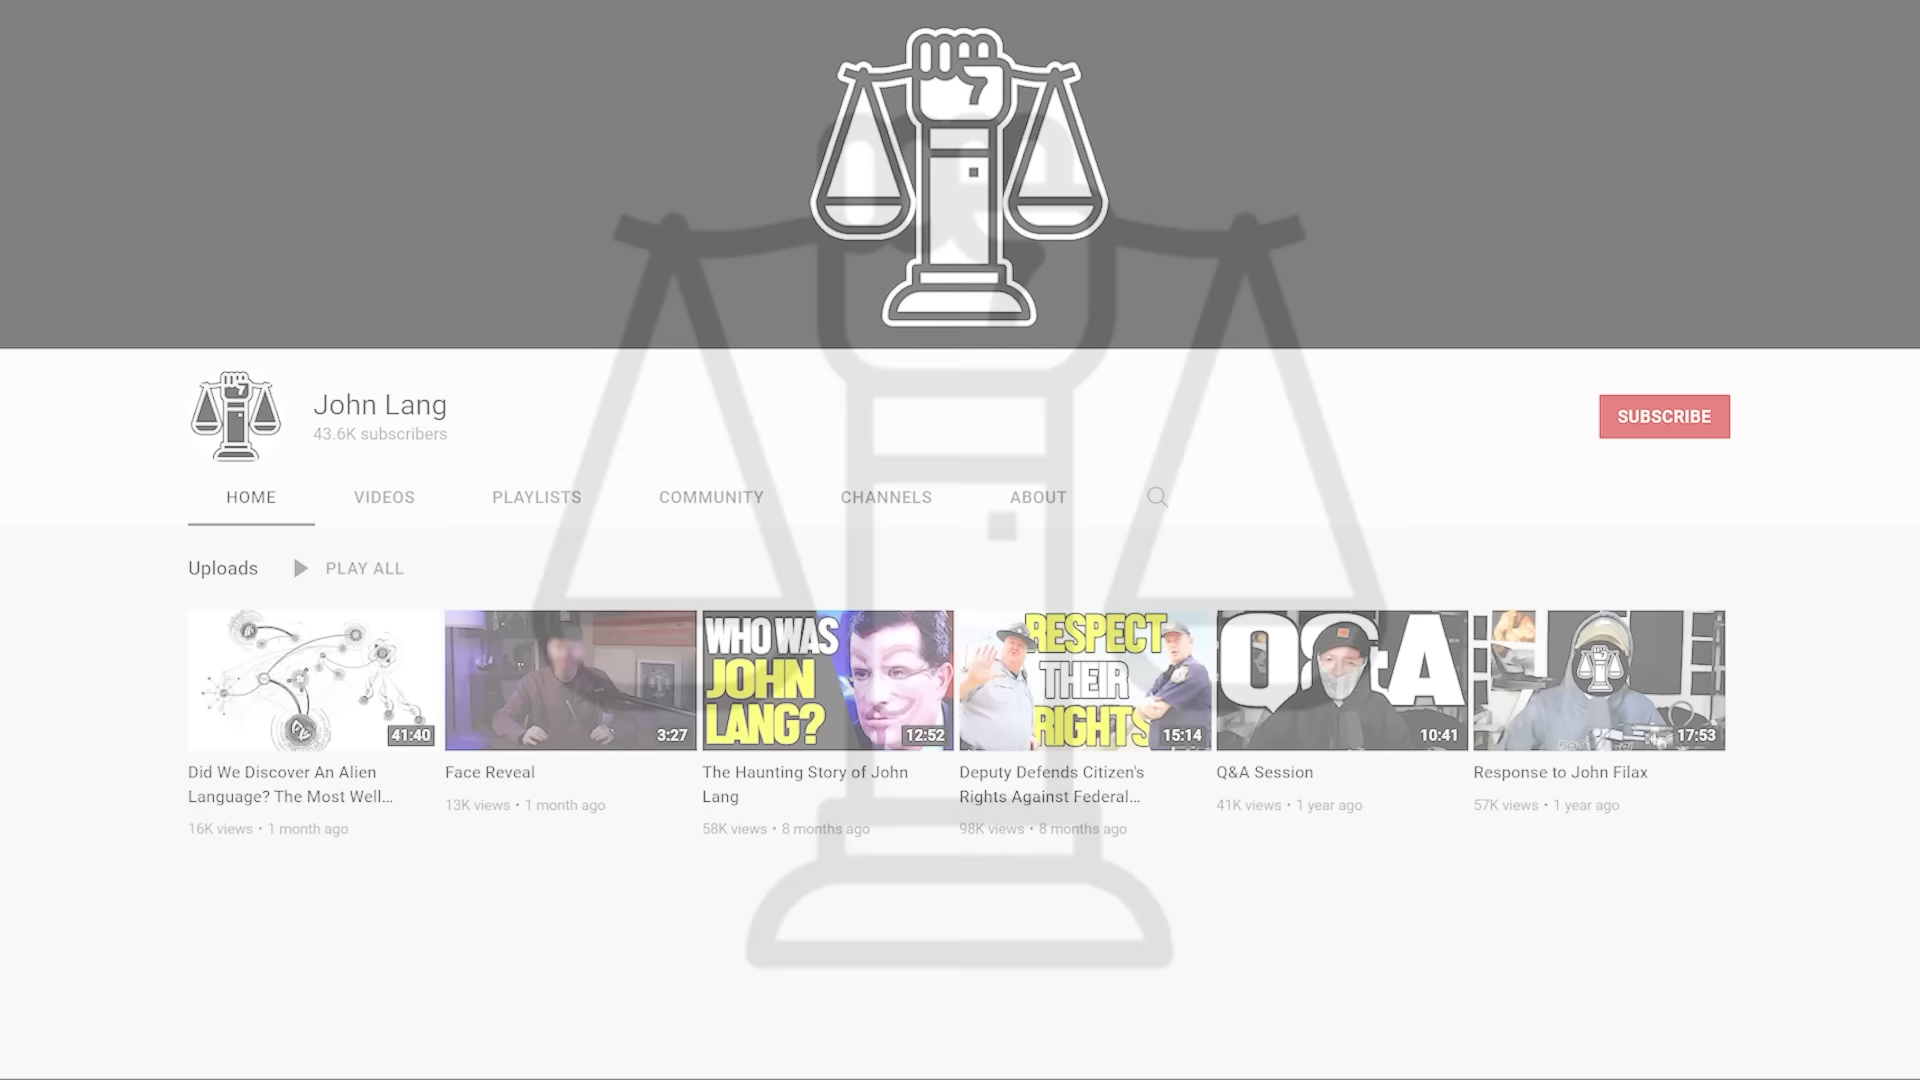 7
John Lang
43.6K subscribers
SUBSCRIBE
HOME VIDEOS PLAYLISTS COMMUNITY CHANNELS ABOUT
Uploads PLAY ALL
41:40
3:27
WHO WAS
JOHN
LANG?
12:52
RESPECT
THEIR
RIGHTS
15:14
Q&A
10:41
17:53
Did We Discover An Alien
Language? The Most Well...
16K views • 1 month ago
Face Reveal
13K views • 1 month ago
The Haunting Story of John
Lang
58K views • 8 months ago
Deputy Defends Citizen's
Rights Against Federal...
98K views • 8 months ago
Q&A Session
41K views • 1 year ago
Response to John Filax
57K views • 1 year ago